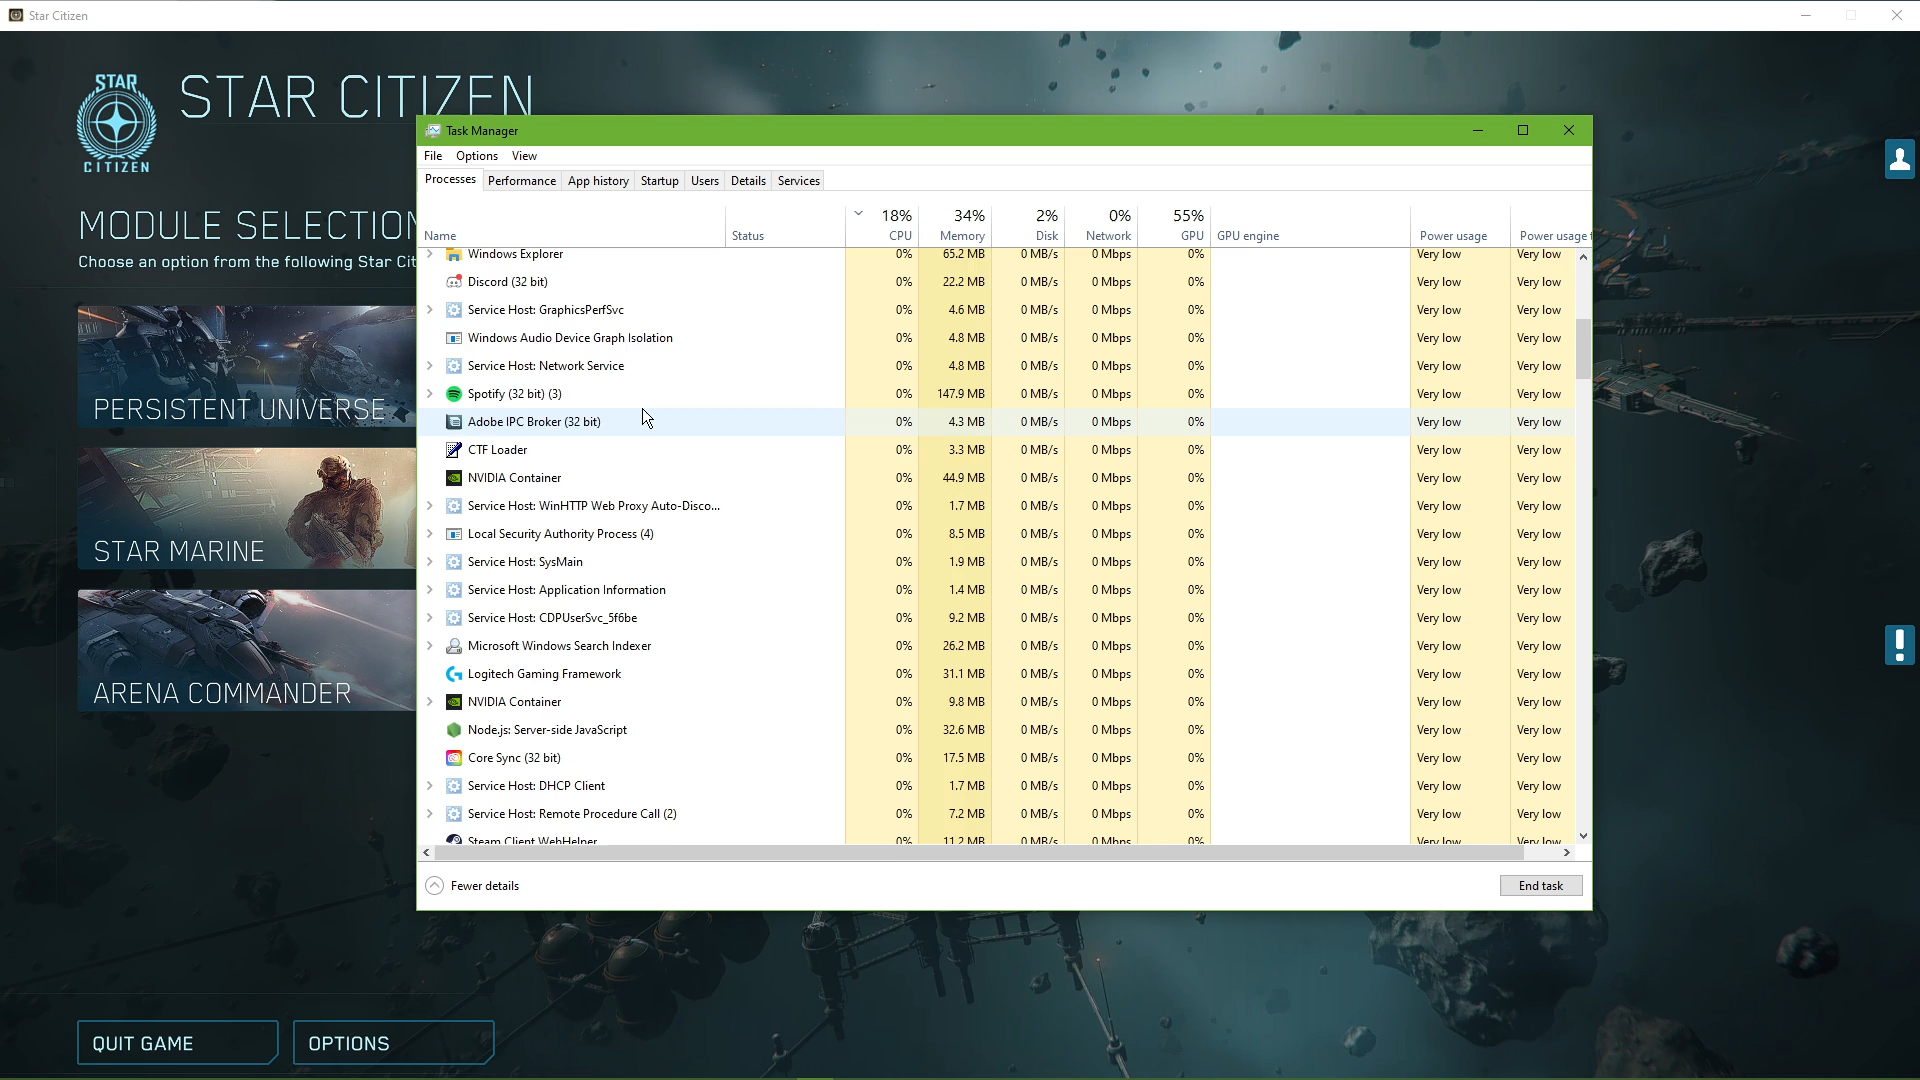 Star Citizen
STAR
CITIZEN
STAR CITIZEN
MODULE SELECTION
Choose an option from the following Star Cit
PERSISTENT UNIVERSE
STAR MARINE
ARENA COMMANDER
QUIT GAME
OPTIONS
Task Manager
File Options View
Processes Performance App history Startup Users Details Services
18% 34% 2% 0% 55%
Name Status CPU Memory Disk Network GPU GPU engine Power usage Power usage t
Windows Explorer 0% 65.2 MB 0 MB/s 0 Mbps 0% Very low Very low
Discord (32 bit) 0% 22.2 MB 0 MB/s 0 Mbps 0% Very low Very low
Service Host: GraphicsPerfSvc 0% 4.6 MB 0 MB/s 0 Mbps 0% Very low Very low
Windows Audio Device Graph Isolation 0% 4.8 MB 0 MB/s 0 Mbps 0% Very low Very low
Service Host: Network Service 0% 4.8 MB 0 MB/s 0 Mbps 0% Very low Very low
Spotify (32 bit) (3) 0% 147.9 MB 0 MB/s 0 Mbps 0% Very low Very low
Adobe IPC Broker (32 bit) 0% 4.3 MB 0 MB/s 0 Mbps 0% Very low Very low
CTF Loader 0% 3.3 MB 0 MB/s 0 Mbps 0% Very low Very low
NVIDIA Container 0% 44.9 MB 0 MB/s 0 Mbps 0% Very low Very low
Service Host: WinHTTP Web Proxy Auto-Disco... 0% 1.7 MB 0 MB/s 0 Mbps 0% Very low Very low
Local Security Authority Process (4) 0% 8.5 MB 0 MB/s 0 Mbps 0% Very low Very low
Service Host: SysMain 0% 1.9 MB 0 MB/s 0 Mbps 0% Very low Very low
Service Host: Application Information 0% 1.4 MB 0 MB/s 0 Mbps 0% Very low Very low
Service Host: CDPUserSvc_5f6be 0% 9.2 MB 0 MB/s 0 Mbps 0% Very low Very low
Microsoft Windows Search Indexer 0% 26.2 MB 0 MB/s 0 Mbps 0% Very low Very low
Logitech Gaming Framework 0% 31.1 MB 0 MB/s 0 Mbps 0% Very low Very low
NVIDIA Container 0% 9.8 MB 0 MB/s 0 Mbps 0% Very low Very low
Node.js: Server-side JavaScript 0% 32.6 MB 0 MB/s 0 Mbps 0% Very low Very low
Core Sync (32 bit) 0% 17.5 MB 0 MB/s 0 Mbps 0% Very low Very low
Service Host: DHCP Client 0% 1.7 MB 0 MB/s 0 Mbps 0% Very low Very low
Service Host: Remote Procedure Call (2) 0% 7.2 MB 0 MB/s 0 Mbps 0% Very low Very low
Steam Client WebHelper 0% 11.2 MB 0 MB/s 0 Mbps 0% Very low Very low
Fewer details
End task